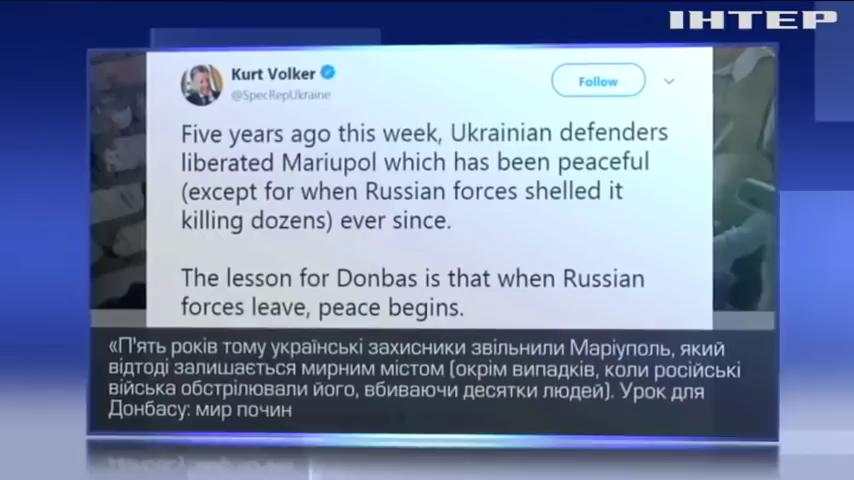 ІНТЕР
Kurt Volker
@SpecRepUkraine
Follow
Five years ago this week, Ukrainian defenders
liberated Mariupol which has been peaceful
(except for when Russian forces shelled it
killing dozens) ever since.
The lesson for Donbas is that when Russian
forces leave, peace begins.
«П'ять років тому українські захисники звільнили Маріуполь, який
відтоді залишається мирним містом (окрім випадків, коли російські
війська обстрілювали його, вбиваючи десятки людей). Урок для
Донбасу: мир почин